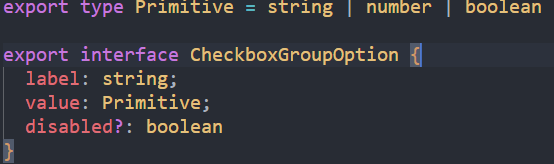 export type Primitive = string | number | boolean
export interface CheckboxGroupOption {
label: string;
value: Primitive;
disabled?: boolean
}